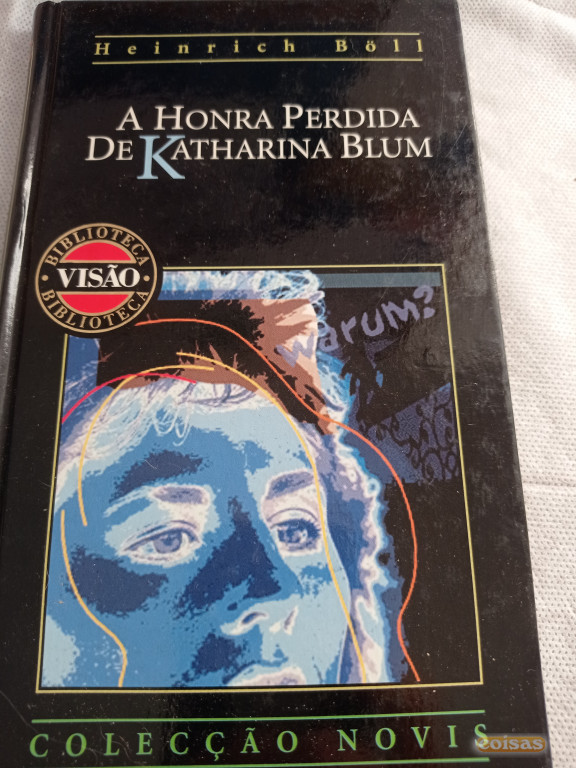 Heinrich Böll
A HONRA PERDIDA
DE KATHARINA BLUM
BIBLIOTECA
VISÃO
BIBLIOTECA
warum?
COLECÇÃO NOVIS
coisas